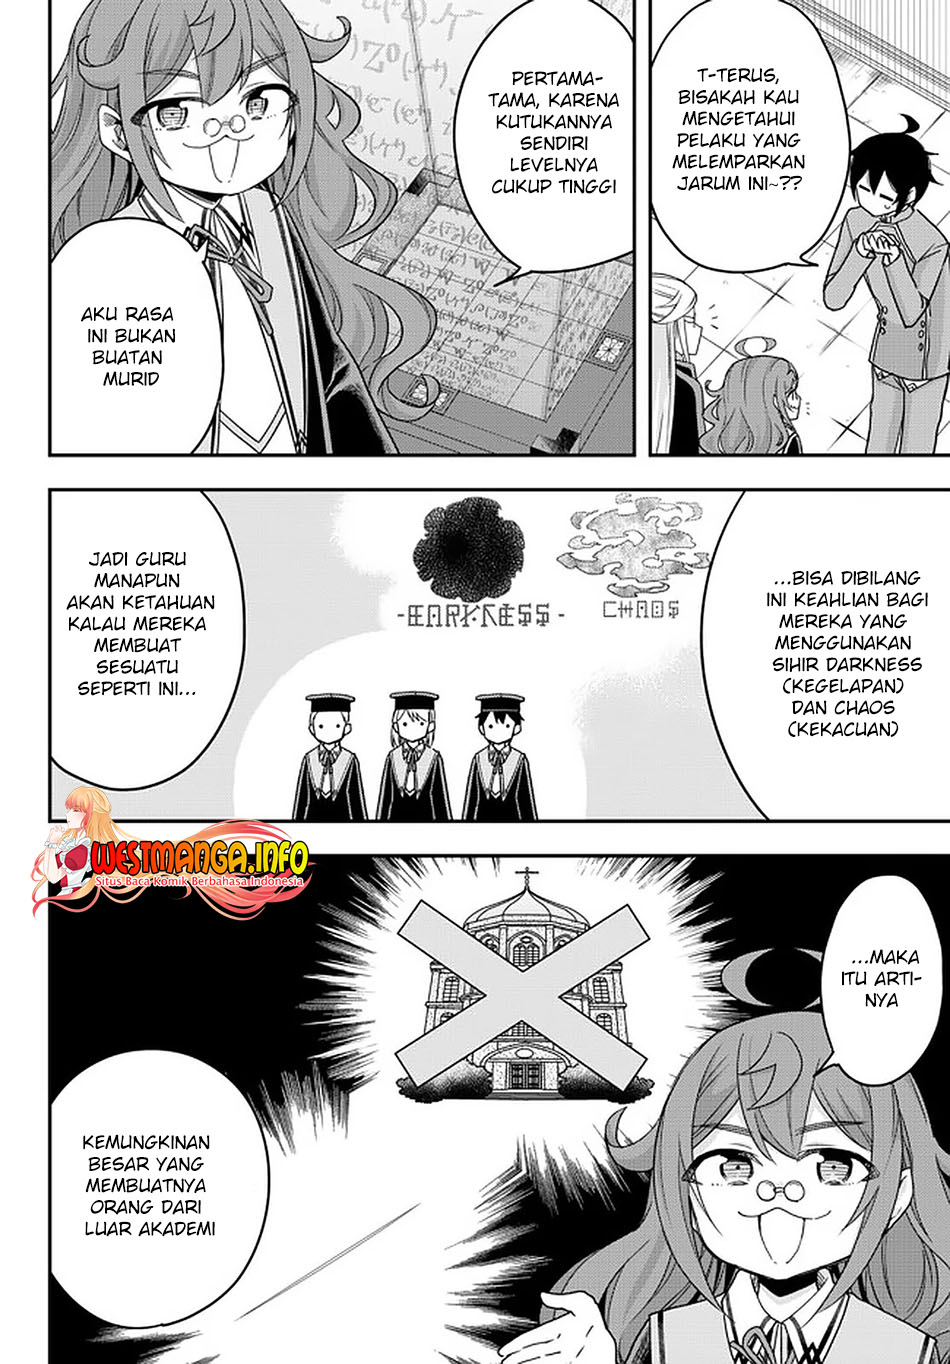 T-TERUS,
BISAKAH KAU
MENGETAHUI
PELAKU YANG
MELEMPARKAN
JARUM INI~??
PERTAMA-
TAMA, KARENA
KUTUKANNYA
SENDIRI
LEVELNYA
CUKUP TINGGI
AKU RASA
INI BUKAN
BUATAN
MURID
...BISA DIBILANG
INI KEAHLIAN BAGI
MEREKA YANG
MENGGUNAKAN
SIHIR DARKNESS
(KEGELAPAN)
DAN CHAOS
(KEKACUAN)
-DARKNESS-
CHAOS
JADI GURU
MANAPUN
AKAN KETAHUAN
KALAU MEREKA
MEMBUAT
SESUATU
SEPERTI INI...
WESTMANGA.INFO
Situs Baca Komik Berbahasa Indonesia
...MAKA
ITU ARTI-
NYA
KEMUNGKINAN
BESAR YANG
MEMBUATNYA
ORANG DARI
LUAR AKADEMI